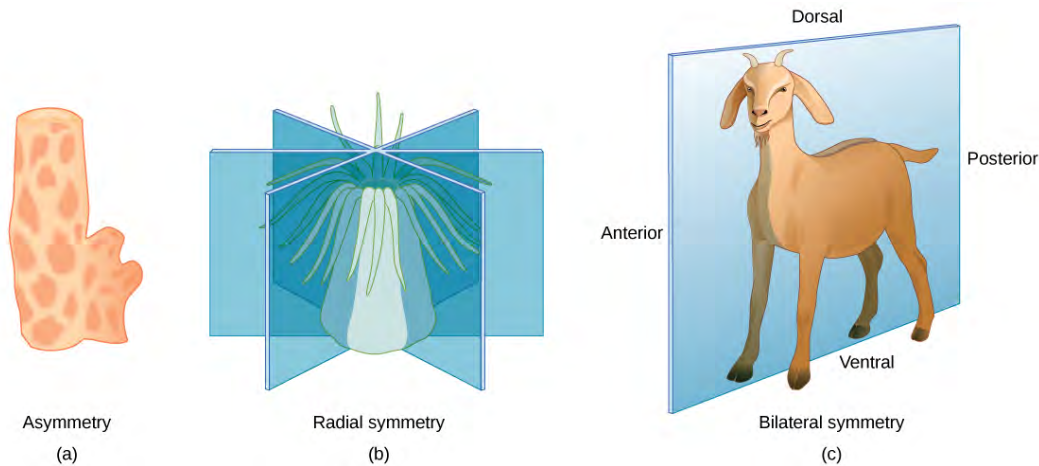 Dorsal
Posterior
Anterior
Ventral
Asymmetry
Radial symmetry
Bilateral symmetry
(a)
(b)
(c)